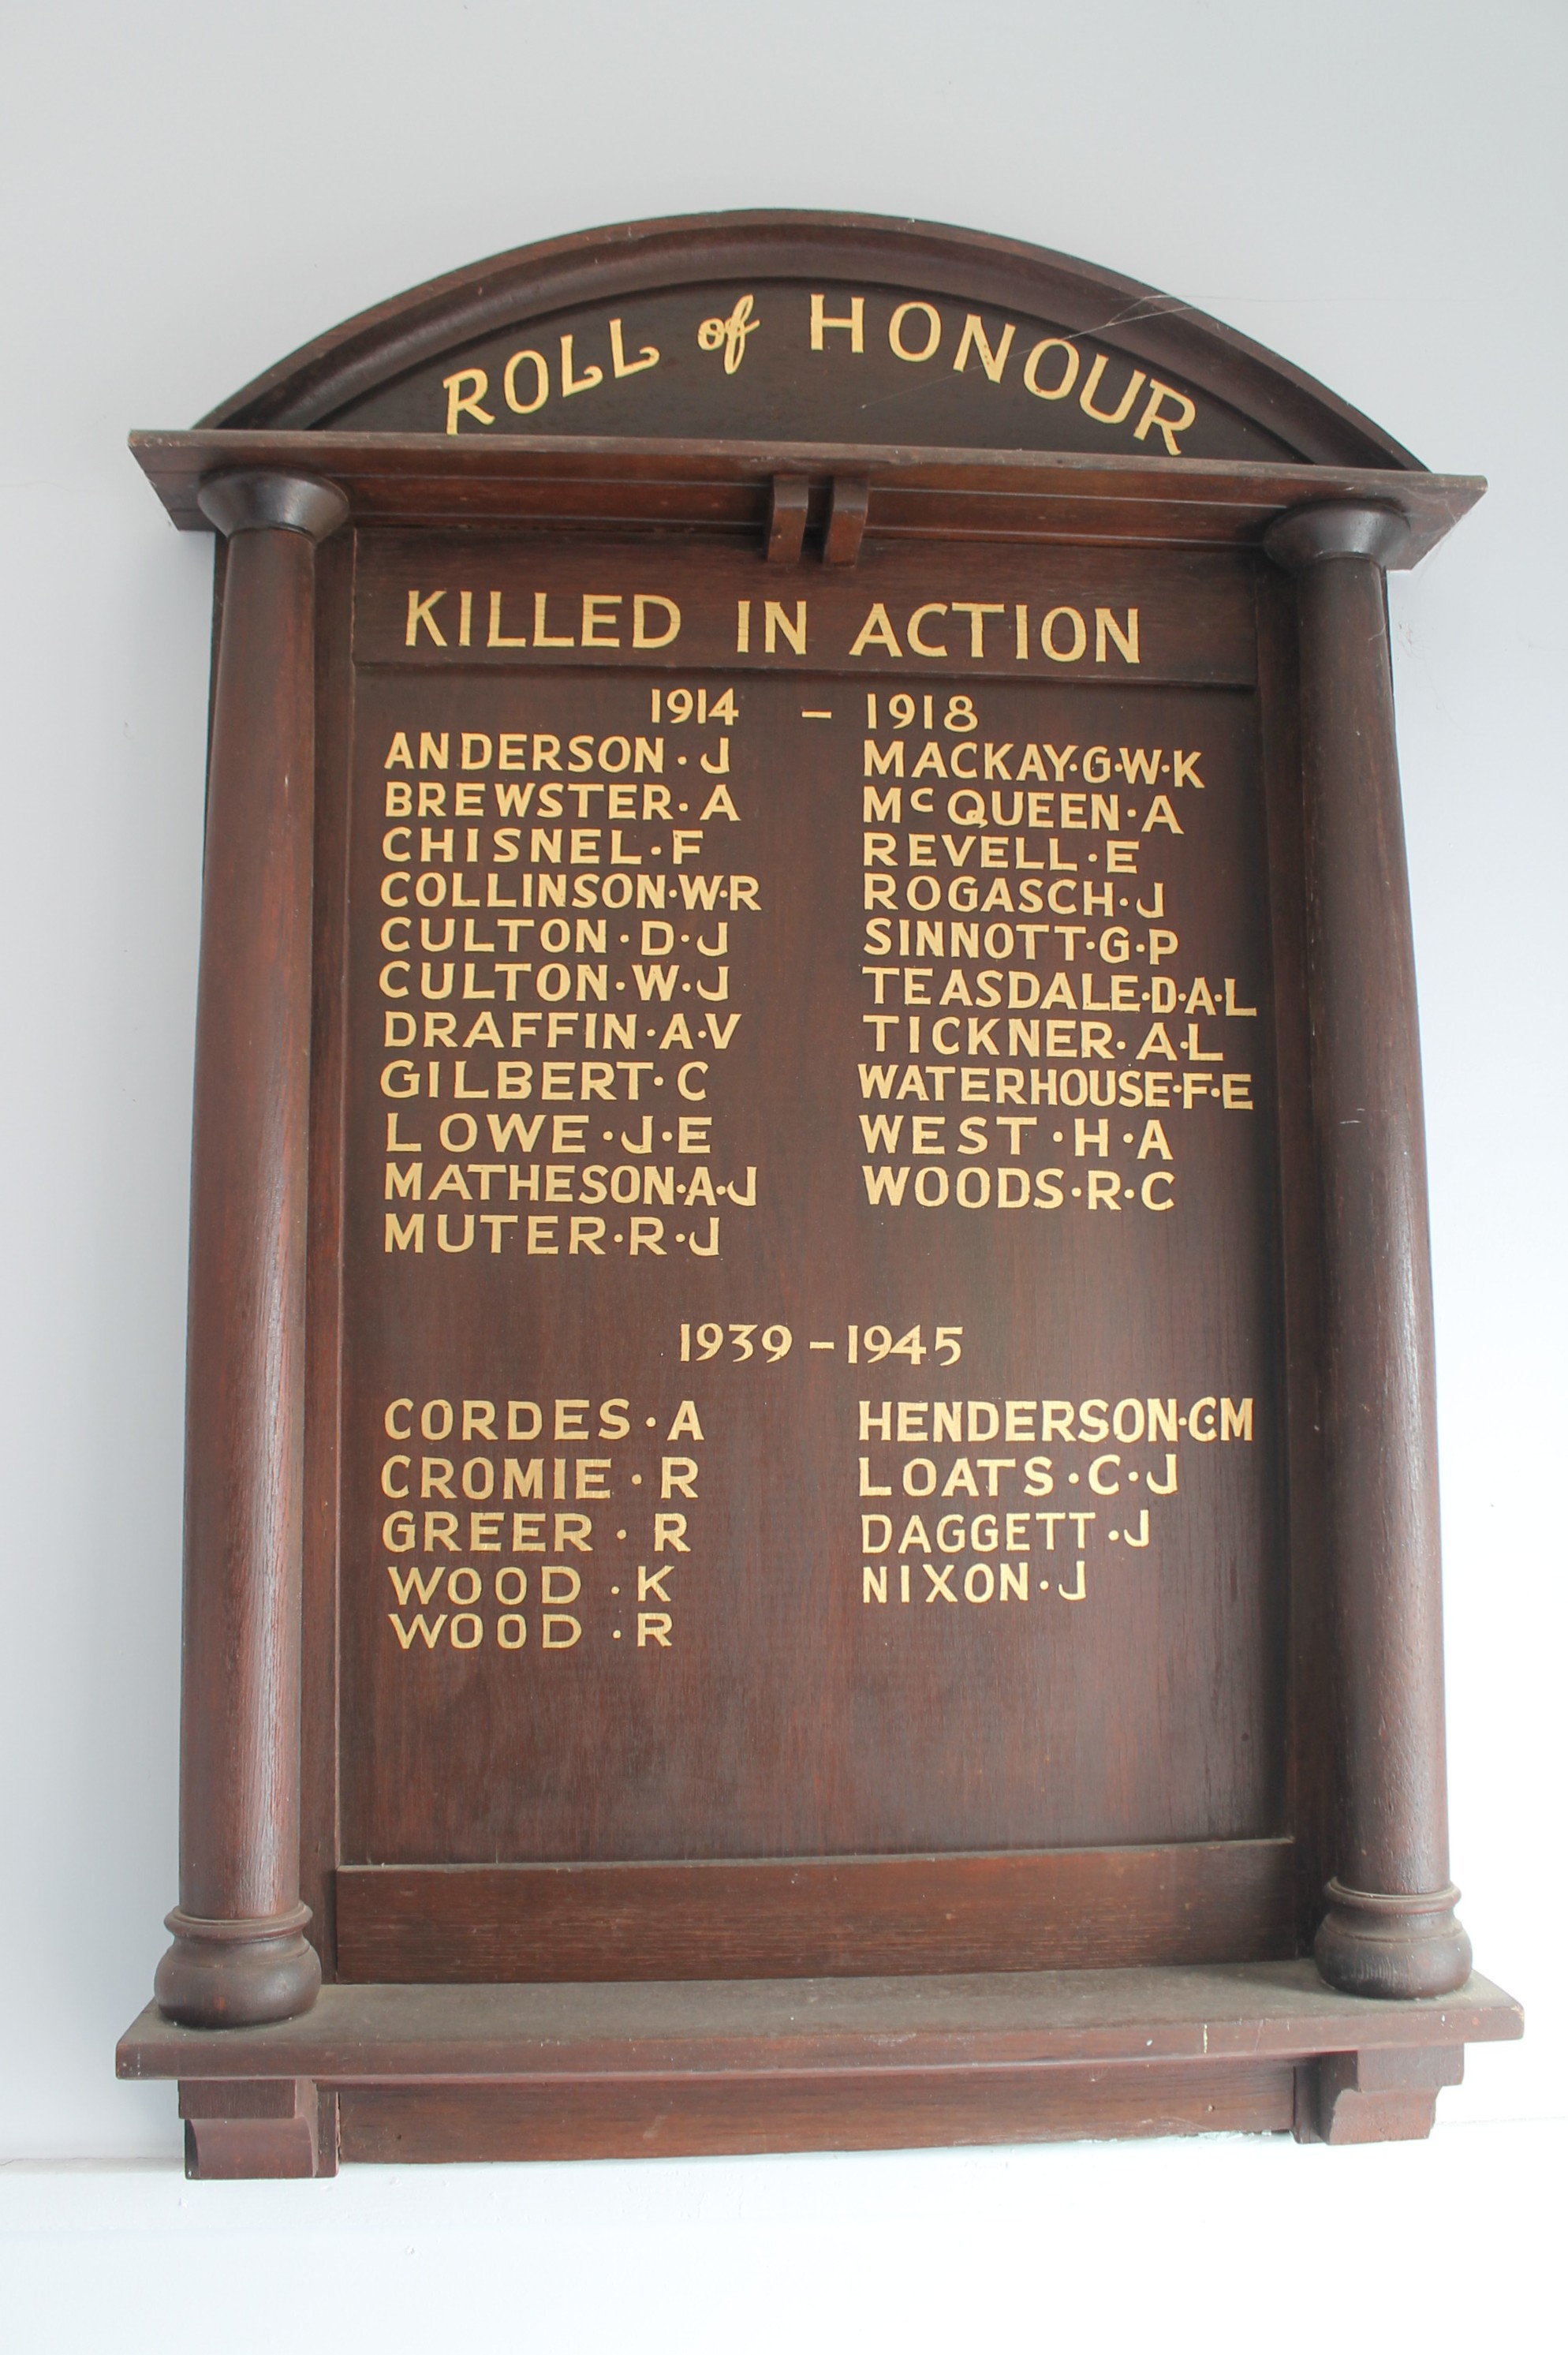 ROLL of HONOUR
KILLED IN ACTION
1914 – 1918
ANDERSON·J
BREWSTER·A
CHISNEL·F
COLLINSON·W·R
CULTON·D·J
CULTON·W·J
DRAFFIN·A·V
GILBERT·C
LOWE·J·E
MATHESON·A·J
MUTER·R·J
MACKAY·G·W·K
McQUEEN·A
REVELL·E
ROGASCH·J
SINNOTT·G·P
TEASDALE·D·A·L
TICKNER·A·L
WATERHOUSE·F·E
WEST·H·A
WOODS·R·C
1939–1945
CORDES·A
CROMIE·R
GREER·R
WOOD·K
WOOD·R
HENDERSON·C·M
LOATS·C·J
DAGGETT·J
NIXON·J